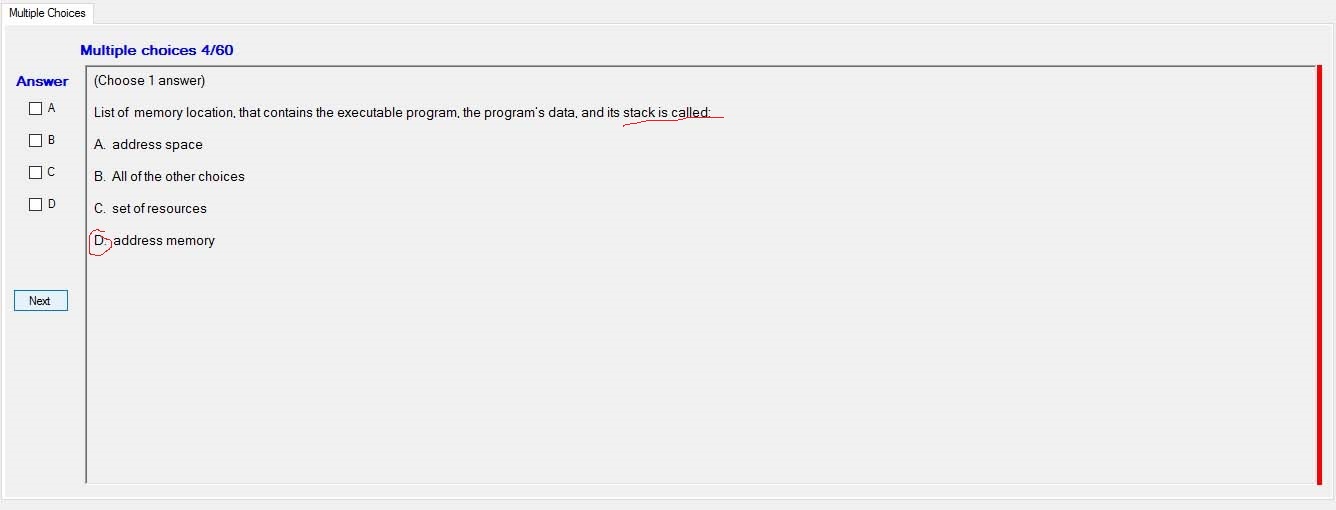 Multiple Choices
Multiple choices 4/60
Answer
A
B
C
D
Next
(Choose 1 answer)
List of memory location, that contains the executable program, the program's data, and its stack is called:
A. address space
B. All of the other choices
C. set of resources
D. address memory